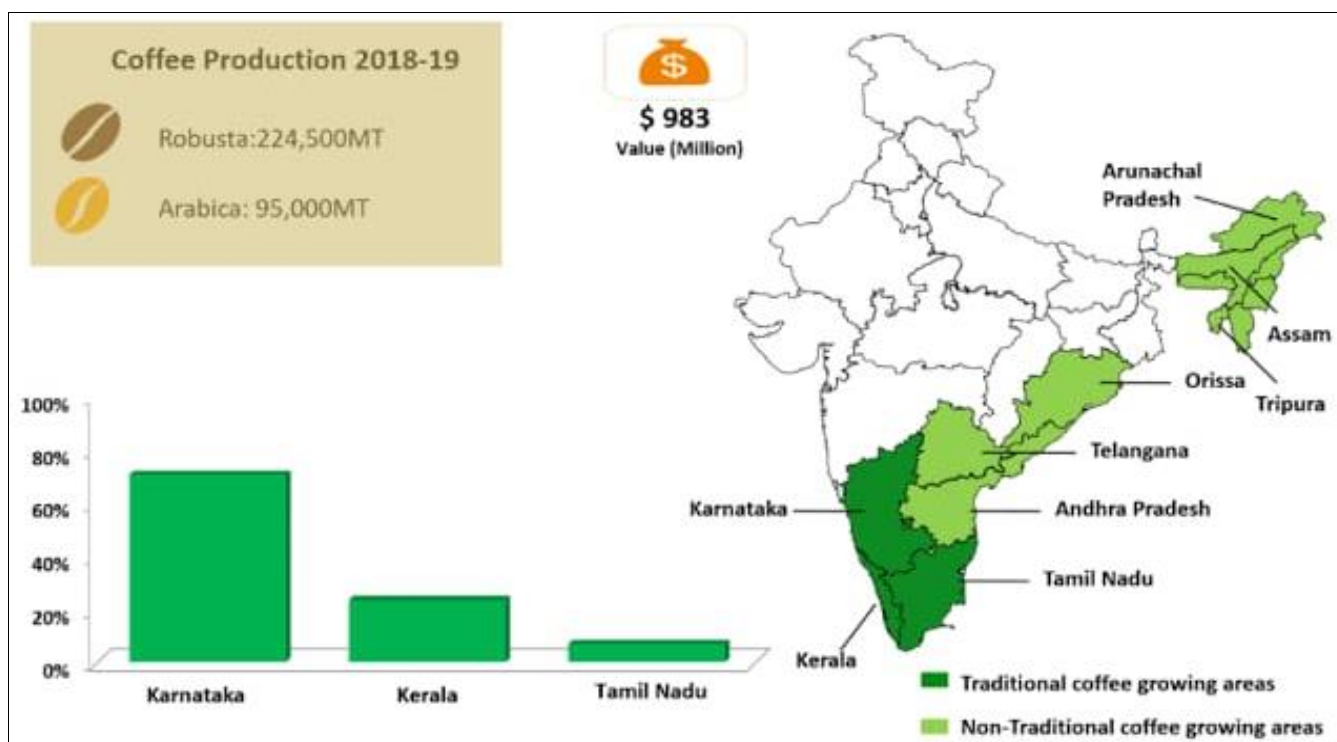 Coffee Production 2018-19
Robusta:224,500MT
Arabica: 95,000MT
$
$ 983
Value (Million)
Arunachal
Pradesh
Assam
Orissa
Tripura
Telangana
Karnataka
Andhra Pradesh
Tamil Nadu
Kerala
100%
80%
60%
40%
20%
0%
Karnataka
Kerala
Tamil Nadu
Traditional coffee growing areas
Non-Traditional coffee growing areas